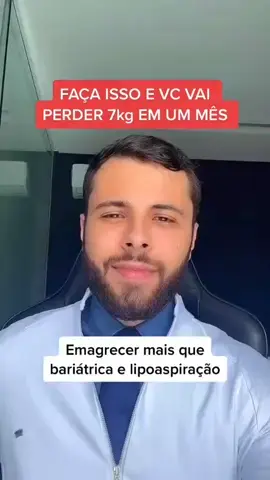 FAÇA ISSO E VC VAI
PERDER 7kg EM UM MÊS
Emagrecer mais que
bariátrica e lipoaspiração